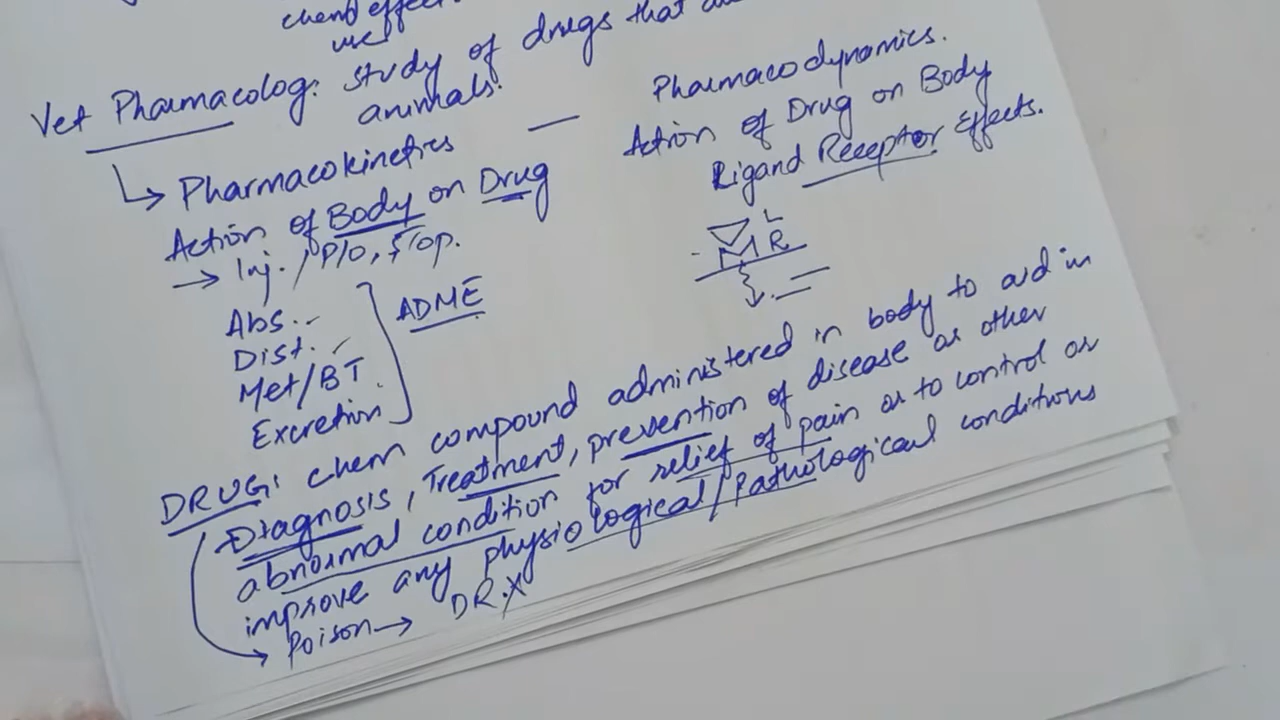 chem effec
use
Vet Pharmacolog: study of drugs that
animals.
↳ Pharmacokinetics —
Action of Body on Drug
→ Inj. / P/O, Top.
Abs.
Dist.
Met/BT
Excretion
ADME
Pharmacodynamics.
Action of Drug on Body
Ligand Receptor Effects.
L
R
DRUG: chem compound administered in body to aid in
Diagnosis, Treatment, prevention of disease or other
abnormal condition for relief of pain or to control or
improve any physiological/Pathological conditions
Poison → DR.X